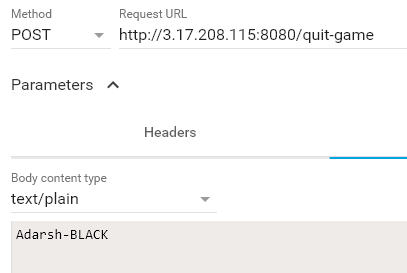 Method Request URL
POST http://3.17.208.115:8080/quit-game
Parameters
Headers
Body content type
text/plain
Adarsh-BLACK